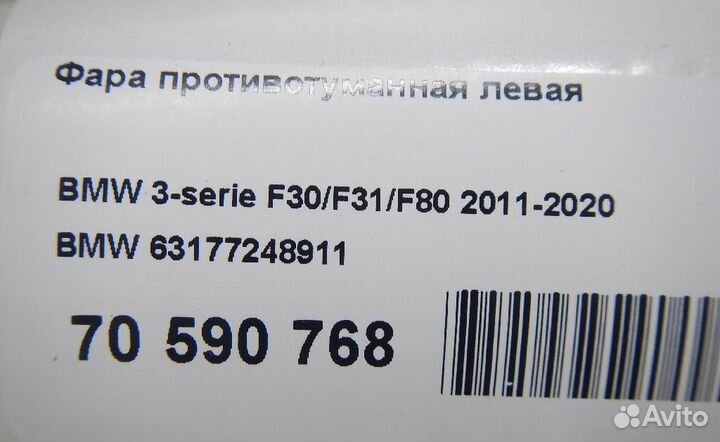 Фара противотуманная левая
BMW 3-serie F30/F31/F80 2011-2020
BMW 63177248911
70 590 768
Avito